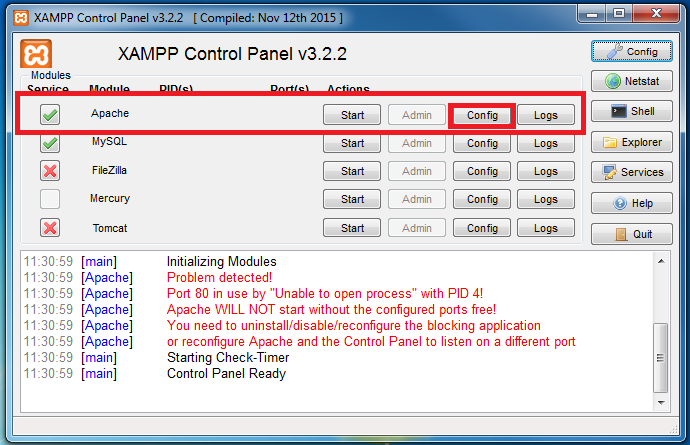 XAMPP Control Panel v3.2.2 [ Compiled: Nov 12th 2015 ]
XAMPP Control Panel v3.2.2
Config
Modules
Service Module PID(s) Port(s) Actions
Netstat
Apache Start Admin Config Logs
Shell
MySQL Start Admin Config Logs
Explorer
FileZilla Start Admin Config Logs
Services
Mercury Start Admin Config Logs
Help
Tomcat Start Admin Config Logs
Quit
11:30:59 [main] Initializing Modules
11:30:59 [Apache] Problem detected!
11:30:59 [Apache] Port 80 in use by "Unable to open process" with PID 4!
11:30:59 [Apache] Apache WILL NOT start without the configured ports free!
11:30:59 [Apache] You need to uninstall/disable/reconfigure the blocking application
11:30:59 [Apache] or reconfigure Apache and the Control Panel to listen on a different port
11:30:59 [main] Starting Check-Timer
11:30:59 [main] Control Panel Ready